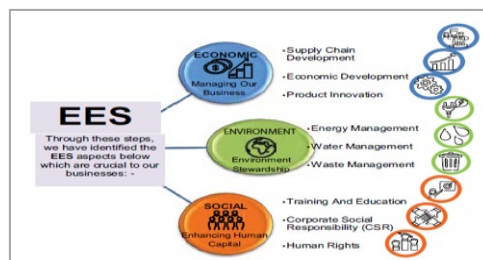 EES
Through these steps,
we have identified the
EES aspects below
which are crucial to our
businesses: -
ECONOMIC
Managing Our
Business
•Supply Chain
Development
•Economic Development
•Product Innovation
ENVIRONMENT
Environment
Stewardship
•Energy Management
•Water Management
•Waste Management
SOCIAL
Enhancing Human
Capital
•Training And Education
•Corporate Social
Responsibility (CSR)
•Human Rights